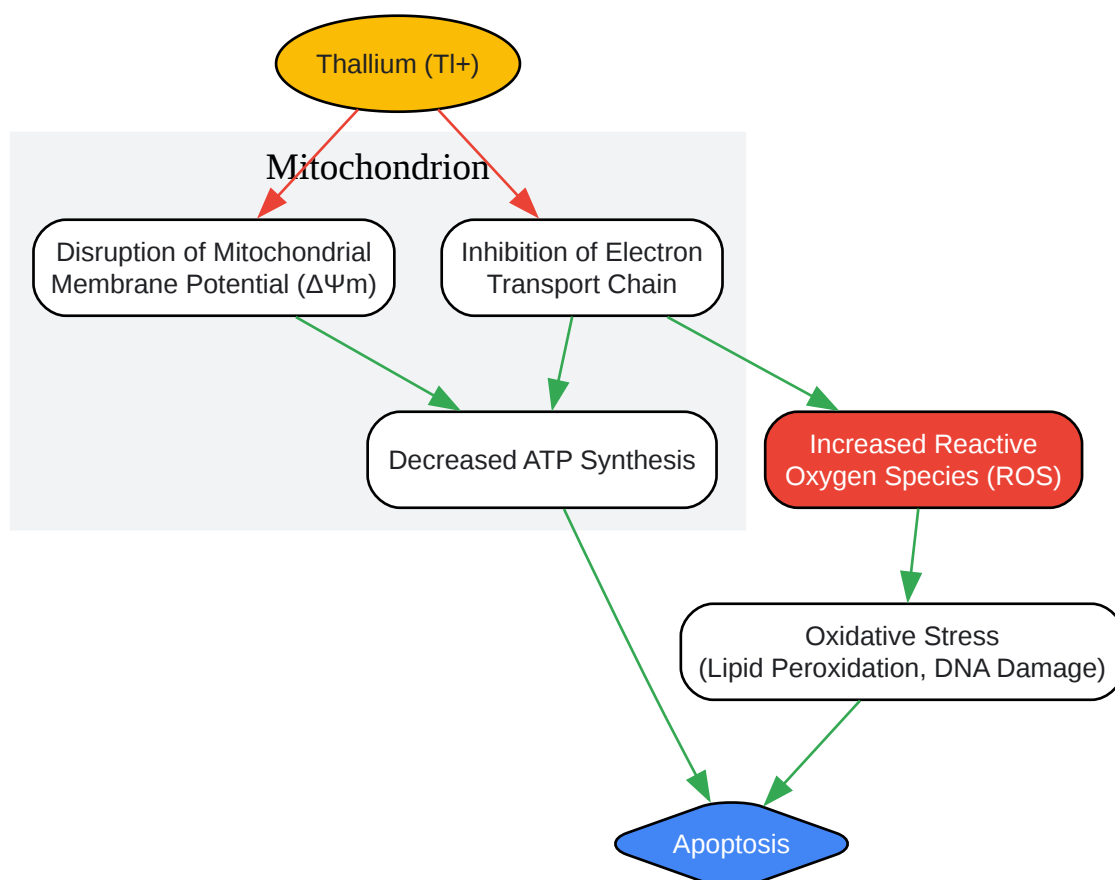 Thallium (Tl+)
Mitochondrion
Disruption of Mitochondrial
Membrane Potential (ΔΨm)
Inhibition of Electron
Transport Chain
Decreased ATP Synthesis
Increased Reactive
Oxygen Species (ROS)
Oxidative Stress
(Lipid Peroxidation, DNA Damage)
Apoptosis